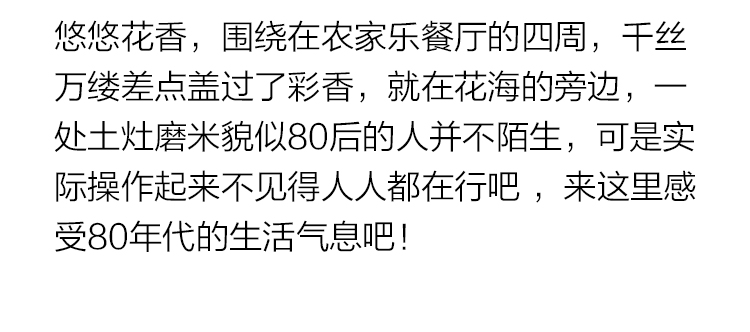 悠悠花香，围绕在农家乐餐厅的四周，千丝
万缕差点盖过了彩香，就在花海的旁边，一
处土灶磨米貌似80后的人并不陌生，可是实
际操作起来不见得人人都在行吧 ，来这里感
受80年代的生活气息吧！